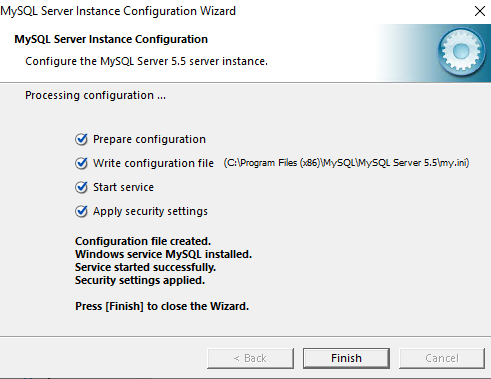 MySQL Server Instance Configuration Wizard
MySQL Server Instance Configuration
Configure the MySQL Server 5.5 server instance.
Processing configuration ...
Prepare configuration
Write configuration file (C:\Program Files (x86)\MySQL\MySQL Server 5.5\my.ini)
Start service
Apply security settings
Configuration file created.
Windows service MySQL installed.
Service started successfully.
Security settings applied.
Press [Finish] to close the Wizard.
< Back Finish Cancel